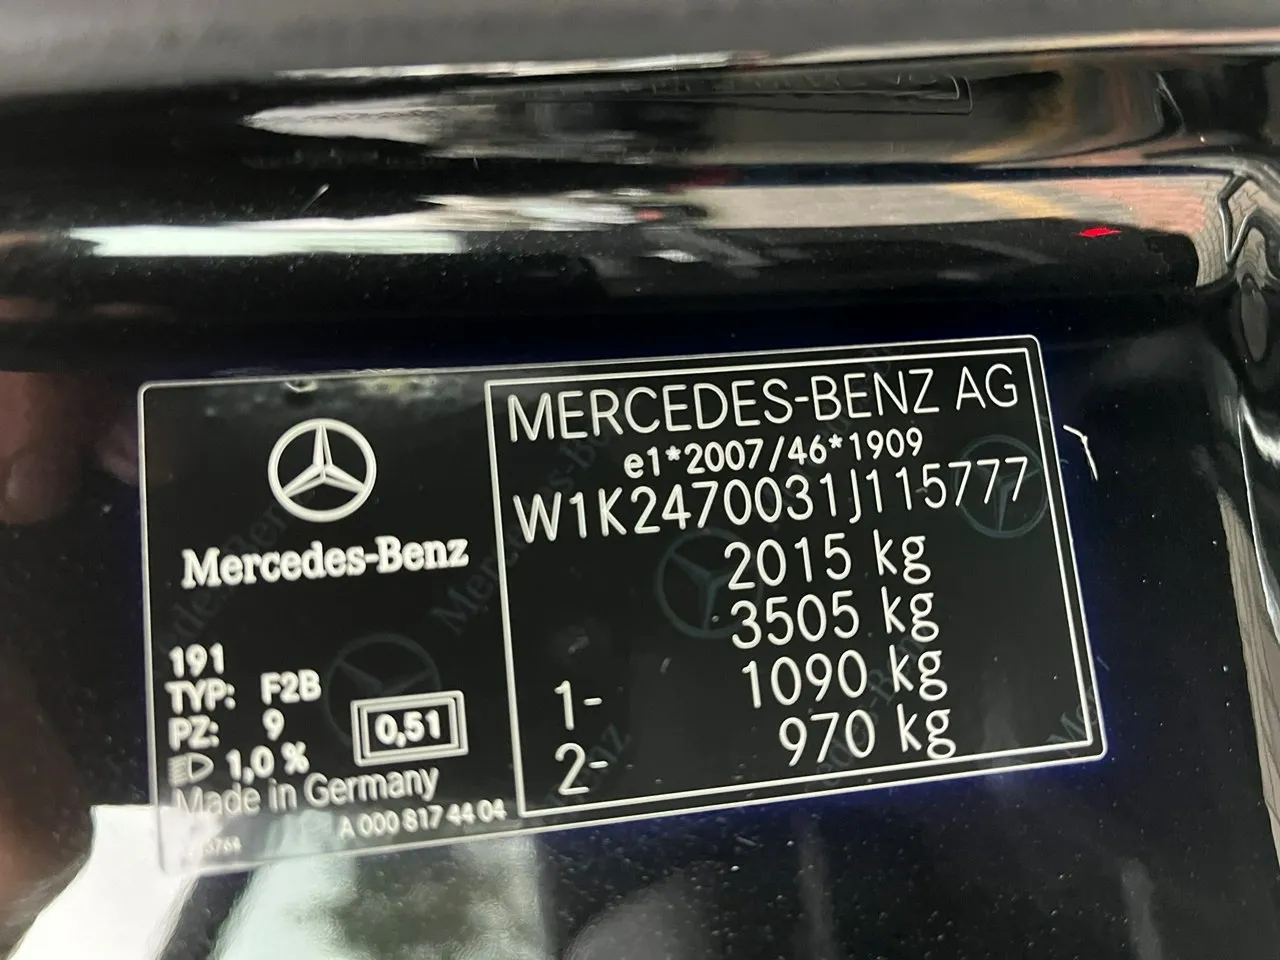 Mercedes-Benz
191
TYP: F2B
PZ: 9
0,51
1,0 %
Made in Germany
A 000 817 44 04
MERCEDES-BENZ AG
e1*2007/46*1909
W1K2470031J115777
2015 kg
3505 kg
1- 1090 kg
2- 970 kg